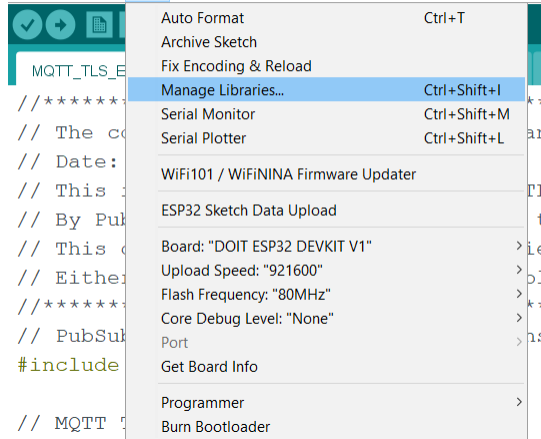 Auto Format Ctrl+T
Archive Sketch
Fix Encoding & Reload
MQTT_TLS_E
Manage Libraries... Ctrl+Shift+I
//********
Serial Monitor Ctrl+Shift+M
// The co
Serial Plotter Ctrl+Shift+L
// Date:
WiFi101 / WiFiNINA Firmware Updater
// This
ESP32 Sketch Data Upload
// By Pub
Board: "DOIT ESP32 DEVKIT V1"
// This
Upload Speed: "921600"
// Either
Flash Frequency: "80MHz"
//********
Core Debug Level: "None"
// PubSub
Port
#include
Get Board Info
Programmer
// MQTT
Burn Bootloader